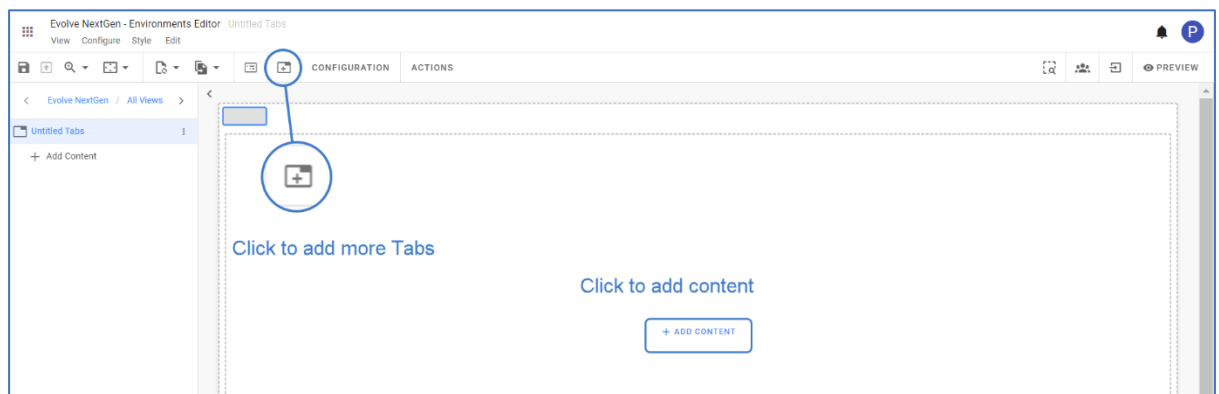 Evolve NextGen - Environments Editor Untitled Tabs
View Configure Style Edit
P
CONFIGURATION ACTIONS
PREVIEW
Evolve NextGen / All Views
Untitled Tabs
+ Add Content
Click to add more Tabs
Click to add content
+ ADD CONTENT